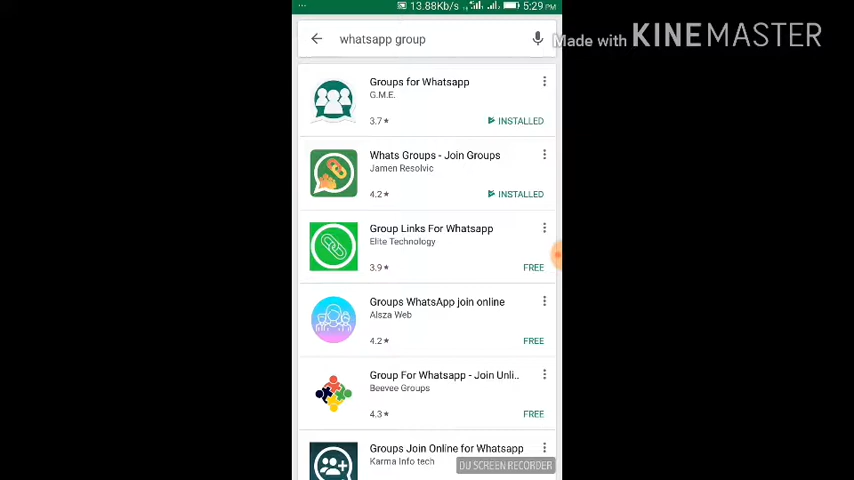 ... 13.88Kb/s 5:29 PM
Made with KINEMASTER
whatsapp group
Groups for Whatsapp
G.M.E.
3.7★ INSTALLED
Whats Groups - Join Groups
Jamen Resolvic
4.2★ INSTALLED
Group Links For Whatsapp
Elite Technology
3.9★ FREE
Groups WhatsApp join online
Alsza Web
4.2★ FREE
Group For Whatsapp - Join Unli..
Beevee Groups
4.3★ FREE
Groups Join Online for Whatsapp
Karma Info tech
DU SCREEN RECORDER